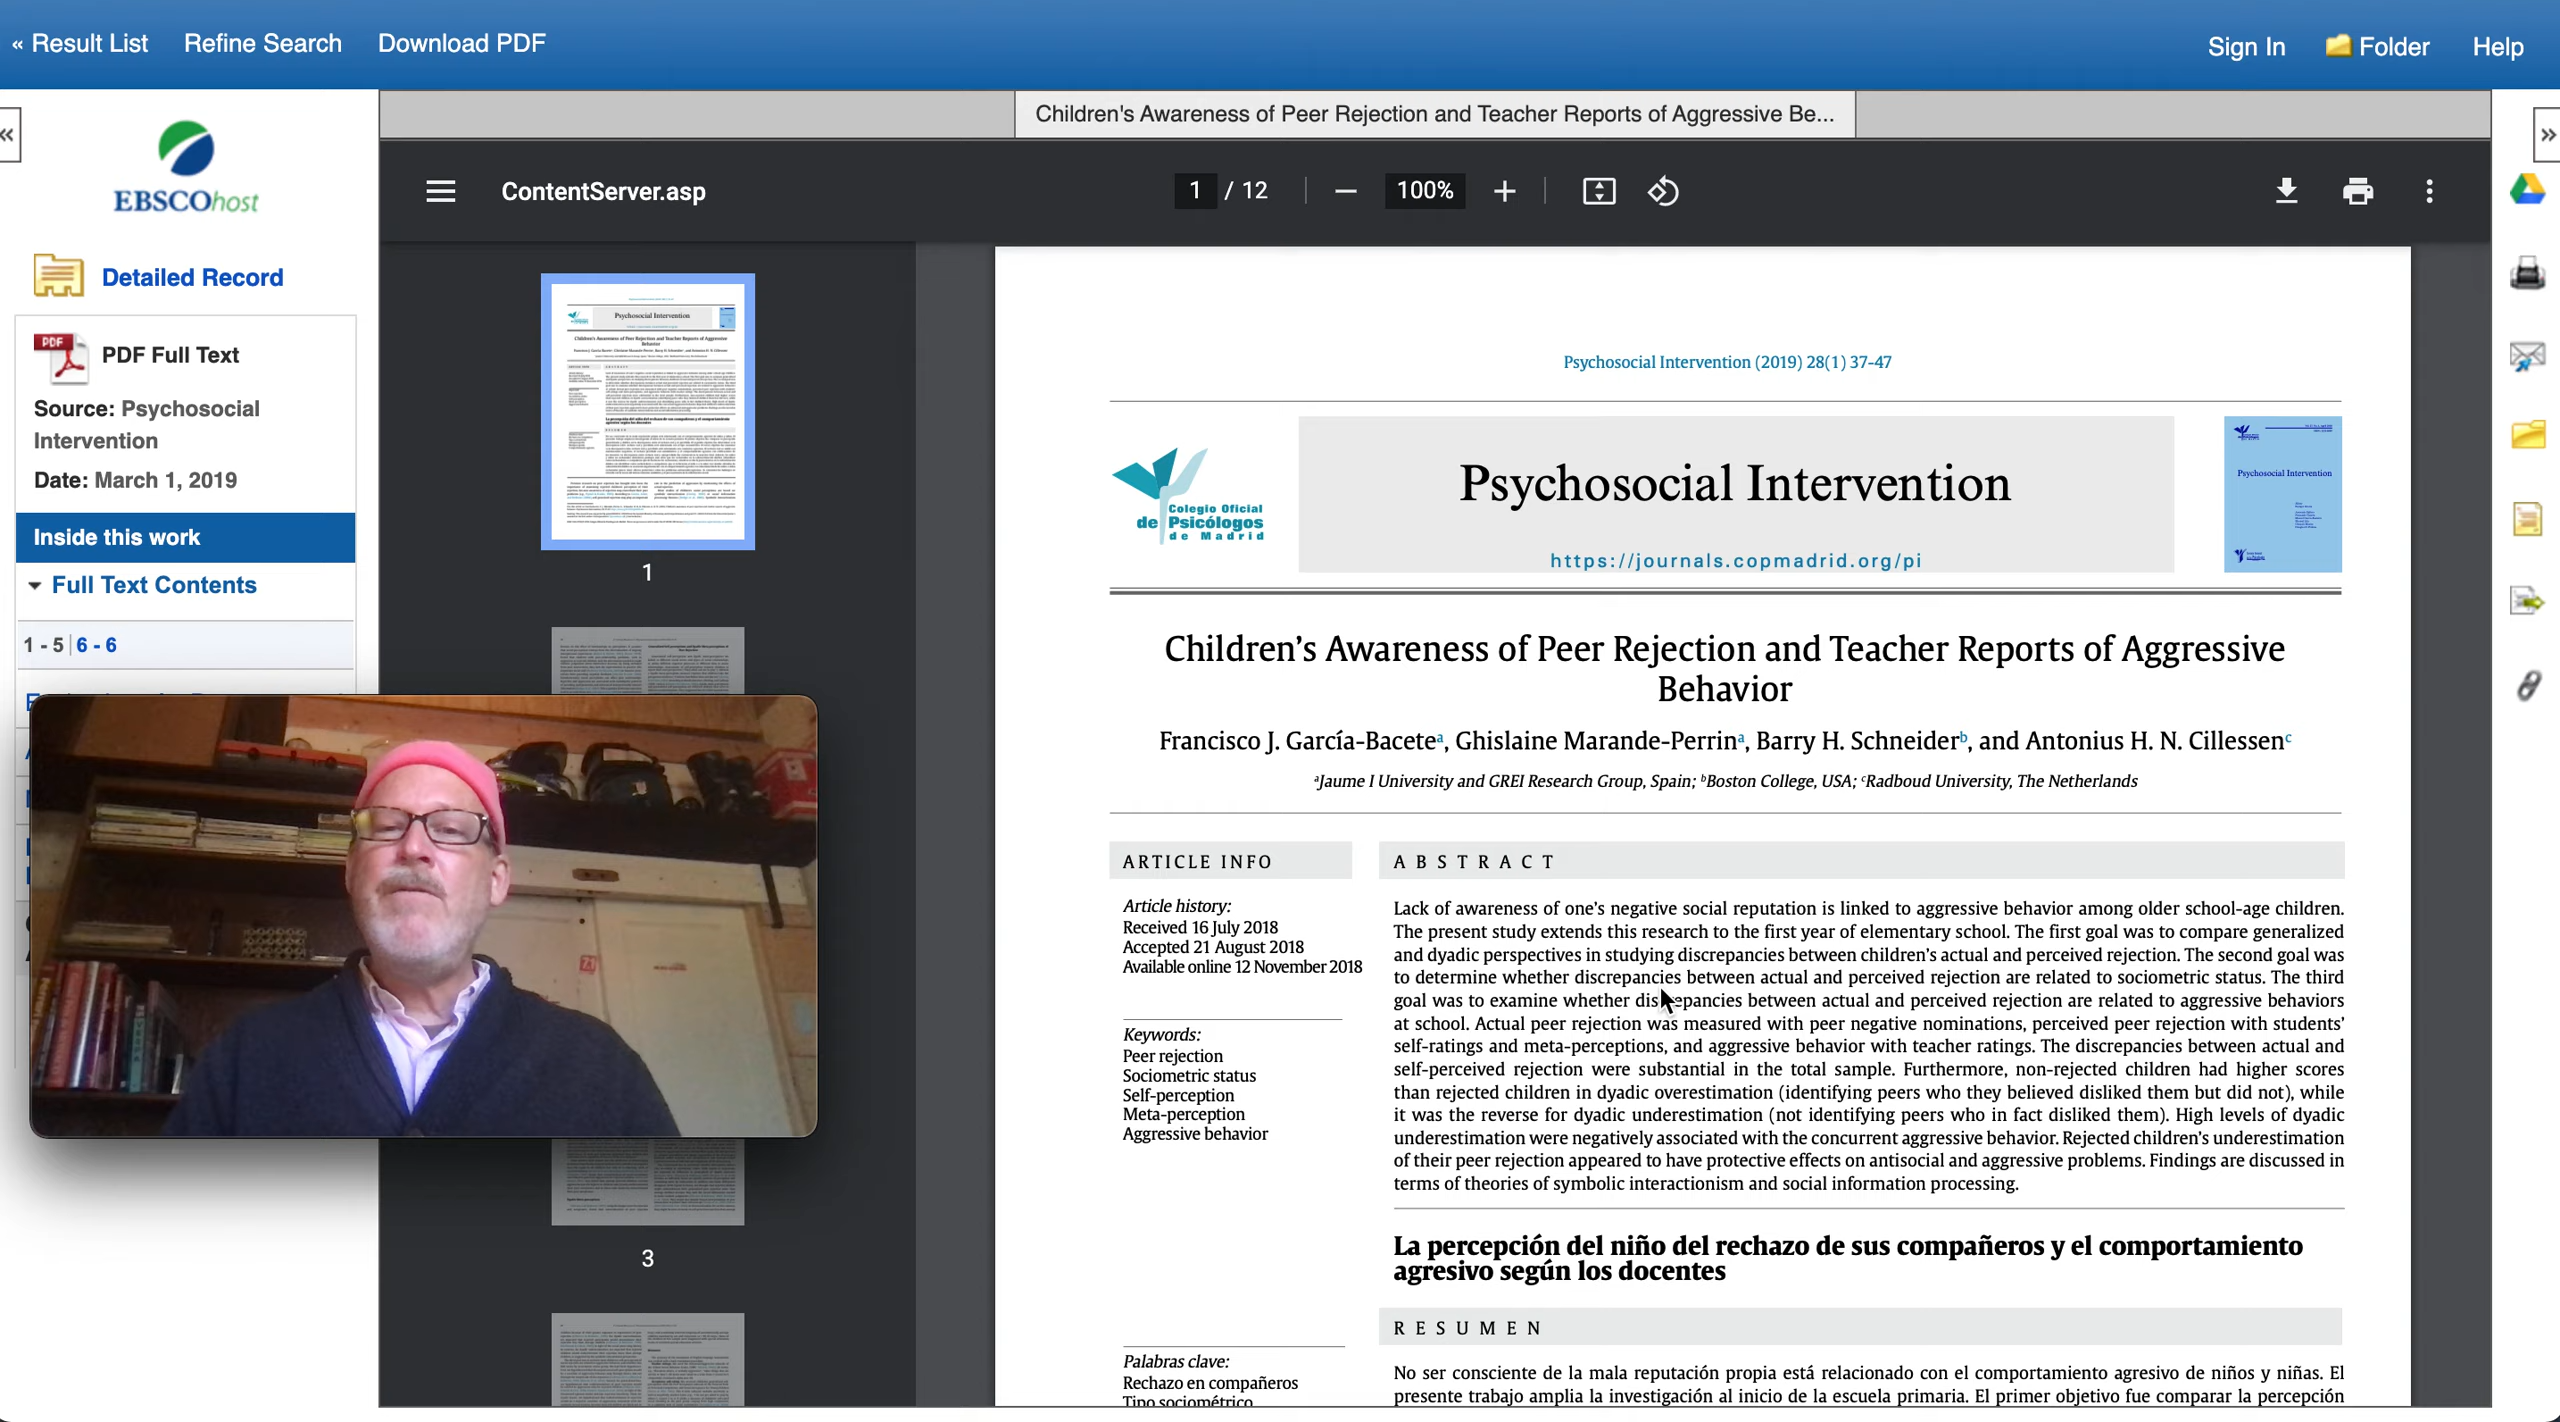 « Result List Refine Search Download PDF
Sign In Folder Help
«
»
EBSCOhost
Detailed Record
PDF
PDF Full Text
Source: Psychosocial
Intervention
Date: March 1, 2019
Inside this work
Full Text Contents
1 - 5 | 6 - 6
Children's Awareness of Peer Rejection and Teacher Reports of Aggressive Be...
ContentServer.asp
1 / 12
100%
Psychosocial Intervention
1
3
Psychosocial Intervention (2019) 28(1) 37-47
Colegio Oficial
de Psicólogos
de Madrid
Psychosocial Intervention
https://journals.copmadrid.org/pi
Psychosocial Intervention
Children’s Awareness of Peer Rejection and Teacher Reports of Aggressive
Behavior
Francisco J. García-Baceteᵃ, Ghislaine Marande-Perrinᵃ, Barry H. Schneiderᵇ, and Antonius H. N. Cillessenᶜ
ᵃJaume I University and GREI Research Group, Spain; ᵇBoston College, USA; ᶜRadboud University, The Netherlands
ARTICLE INFO
Article history:
Received 16 July 2018
Accepted 21 August 2018
Available online 12 November 2018
Keywords:
Peer rejection
Sociometric status
Self-perception
Meta-perception
Aggressive behavior
ABSTRACT
Lack of awareness of one’s negative social reputation is linked to aggressive behavior among older school-age children.
The present study extends this research to the first year of elementary school. The first goal was to compare generalized
and dyadic perspectives in studying discrepancies between children’s actual and perceived rejection. The second goal was
to determine whether discrepancies between actual and perceived rejection are related to sociometric status. The third
goal was to examine whether discrepancies between actual and perceived rejection are related to aggressive behaviors
at school. Actual peer rejection was measured with peer negative nominations, perceived peer rejection with students’
self-ratings and meta-perceptions, and aggressive behavior with teacher ratings. The discrepancies between actual and
self-perceived rejection were substantial in the total sample. Furthermore, non-rejected children had higher scores
than rejected children in dyadic overestimation (identifying peers who they believed disliked them but did not), while
it was the reverse for dyadic underestimation (not identifying peers who in fact disliked them). High levels of dyadic
underestimation were negatively associated with the concurrent aggressive behavior. Rejected children’s underestimation
of their peer rejection appeared to have protective effects on antisocial and aggressive problems. Findings are discussed in
terms of theories of symbolic interactionism and social information processing.
La percepción del niño del rechazo de sus compañeros y el comportamiento
agresivo según los docentes
Palabras clave:
Rechazo en compañeros
Tipo sociométrico
RESUMEN
No ser consciente de la mala reputación propia está relacionado con el comportamiento agresivo de niños y niñas. El
presente trabajo amplia la investigación al inicio de la escuela primaria. El primer objetivo fue comparar la percepción